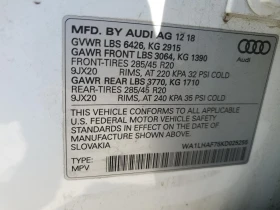 MFD. BY AUDI AG 12 18
GVWR LBS 6426, KG 2915
GAWR FRONT LBS 3064, KG 1390
FRONT-TIRES 285/45 R20
9JX20 RIMS, AT 220 KPA 32 PSI COLD
GAWR REAR LBS 3770, KG 1710
REAR-TIRES 285/45 R20
9JX20 RIMS, AT 240 KPA 35 PSI COLD
THIS VEHICLE CONFORMS TO ALL APPLICABLE
FEDERAL MOTOR VEHICLE SAFETY
STANDARDS IN EFFECT ON THE DATE OF
MANUFACTURE SHOWN ABOVE.
SLOVAKIA
TYPE:
MPV
Audi